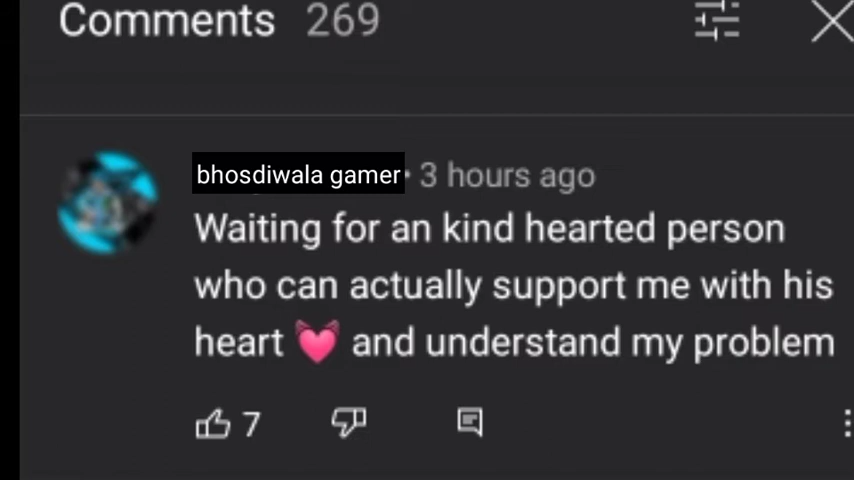 Comments 269
bhosdiwala gamer · 3 hours ago
Waiting for an kind hearted person
who can actually support me with his
heart 💓 and understand my problem
7